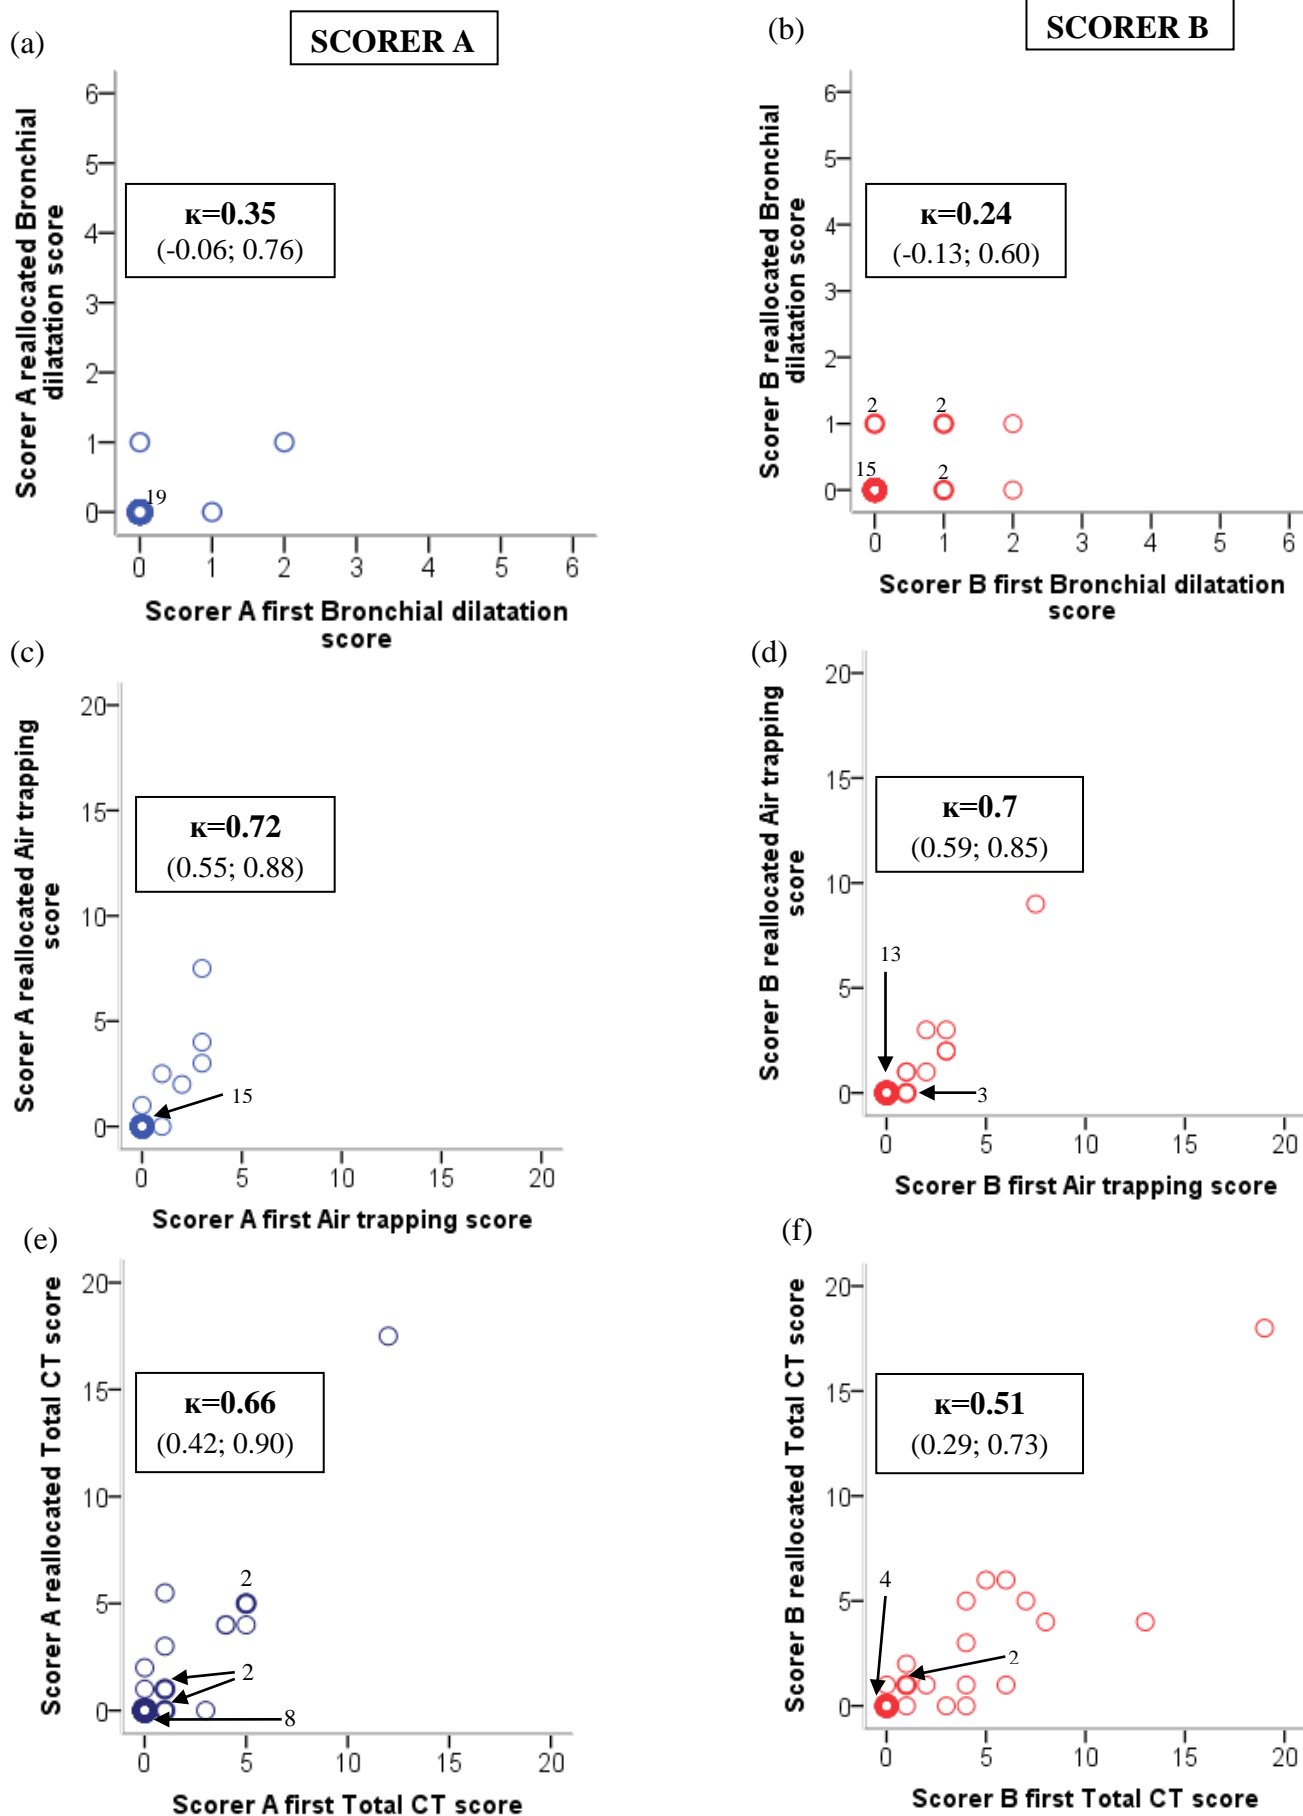 (a)
SCORER A
Scorer A reallocated Bronchial
dilatation score
6
5
4
3
2
1
0
κ=0.35
(-0.06; 0.76)
19
0 1 2 3 4 5 6
Scorer A first Bronchial dilatation
score
(b)
SCORER B
Scorer B reallocated Bronchial
dilatation score
6
5
4
3
2
1
0
κ=0.24
(-0.13; 0.60)
2 2
15 2
0 1 2 3 4 5 6
Scorer B first Bronchial dilatation
score
(c)
Scorer A reallocated Air trapping
score
20
15
10
5
0
κ=0.72
(0.55; 0.88)
15
0 5 10 15 20
Scorer A first Air trapping score
(d)
Scorer B reallocated Air trapping
score
20
15
10
5
0
κ=0.7
(0.59; 0.85)
13
3
0 5 10 15 20
Scorer B first Air trapping score
(e)
Scorer A reallocated Total CT score
20
15
10
5
0
κ=0.66
(0.42; 0.90)
2
2
8
0 5 10 15 20
Scorer A first Total CT score
(f)
Scorer B reallocated Total CT score
20
15
10
5
0
κ=0.51
(0.29; 0.73)
4
2
0 5 10 15 20
Scorer B first Total CT score